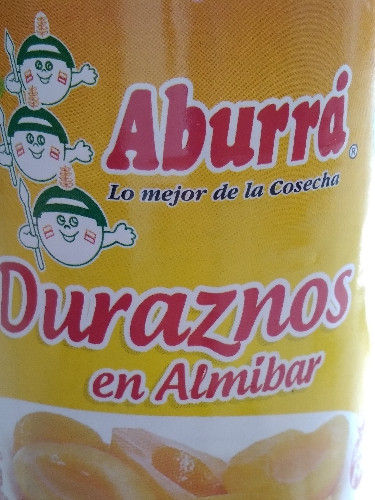 Aburrá
®
Lo mejor de la Cosecha
Duraznos
en Almibar